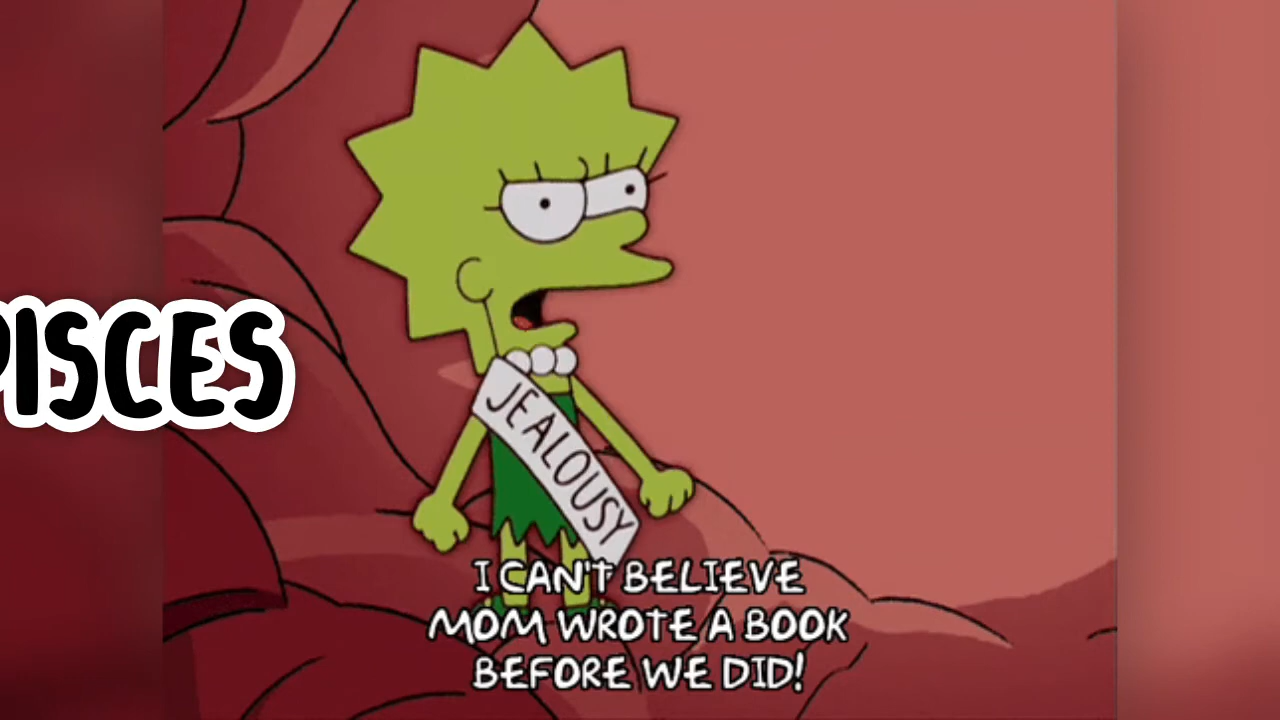 PISCES
JEALOUSY
I CAN'T BELIEVE
MOM WROTE A BOOK
BEFORE WE DID!